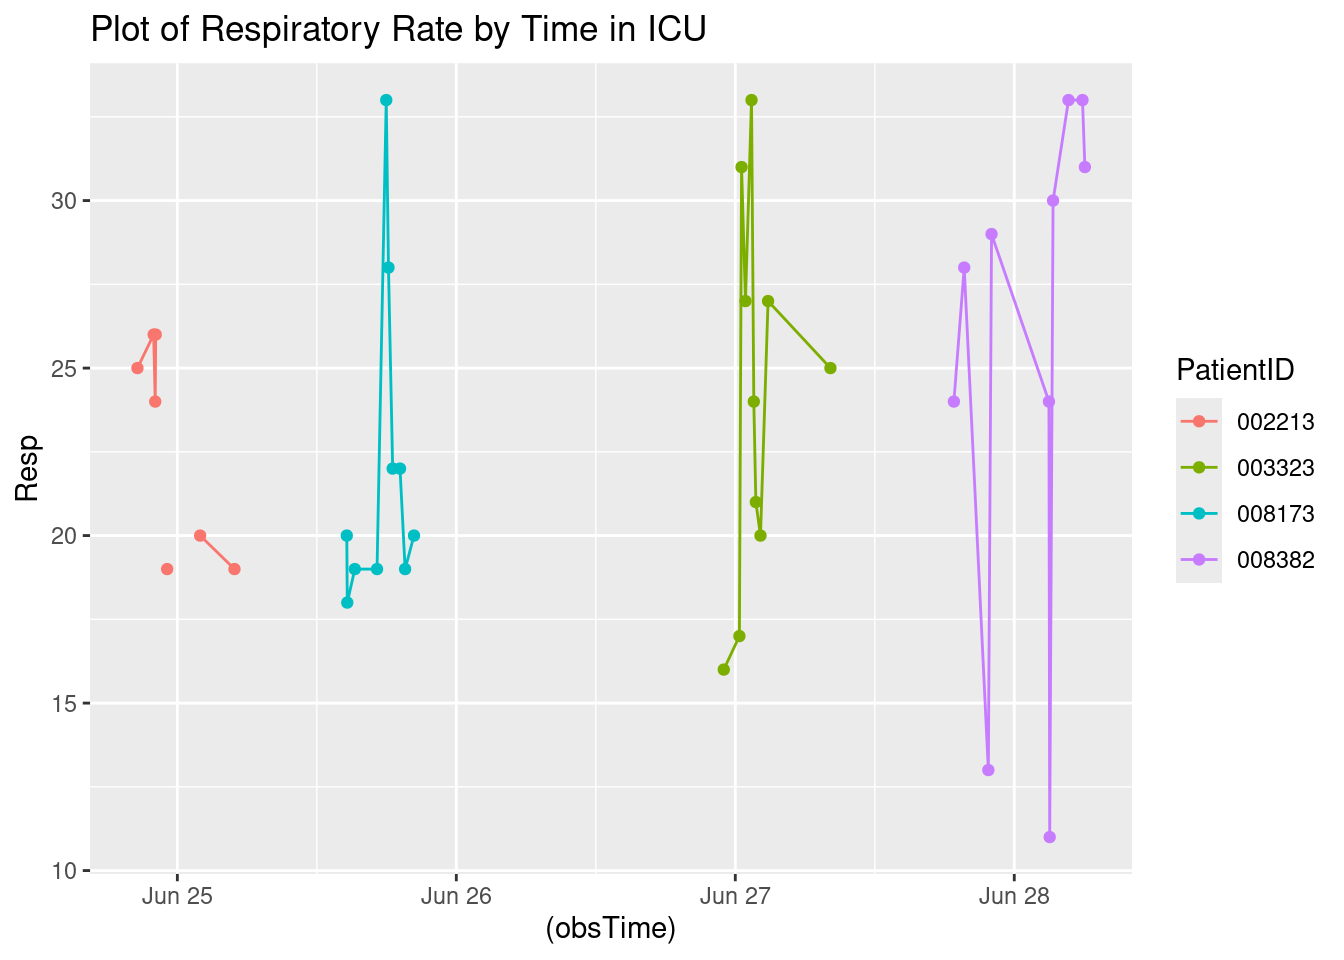 Plot of Respiratory Rate by Time in ICU
Resp
30
25
20
15
10
Jun 25
Jun 26
Jun 27
Jun 28
(obsTime)
PatientID
002213
003323
008173
008382